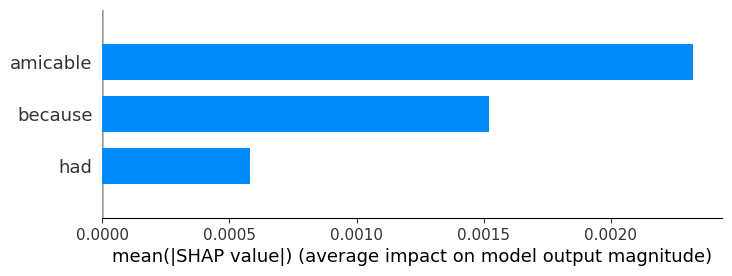 amicable
because
had
0.0000 0.0005 0.0010 0.0015 0.0020
mean(|SHAP value|) (average impact on model output magnitude)